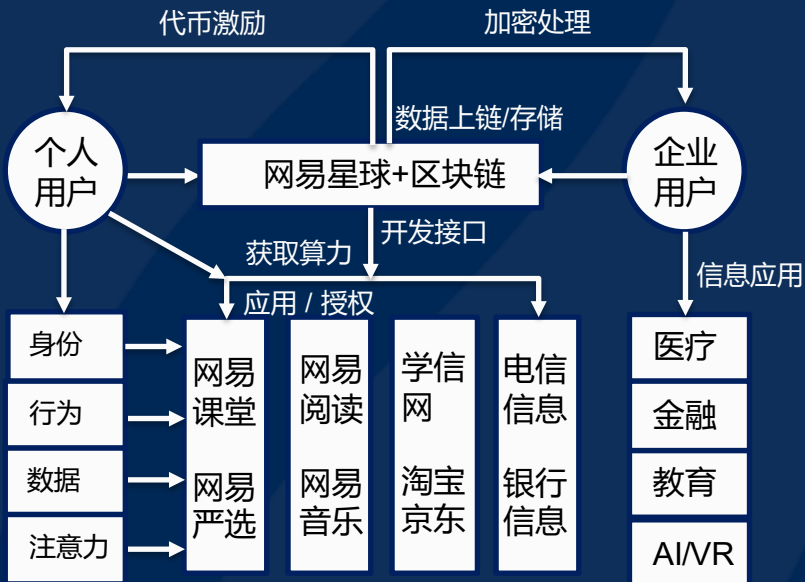 代币激励
加密处理
数据上链/存储
个人
用户
网易星球+区块链
企业
用户
开发接口
获取算力
应用 / 授权
信息应用
身份
行为
数据
注意力
网易
课堂
网易
严选
网易
阅读
网易
音乐
学信
网
淘宝
京东
电信
信息
银行
信息
医疗
金融
教育
AI/VR